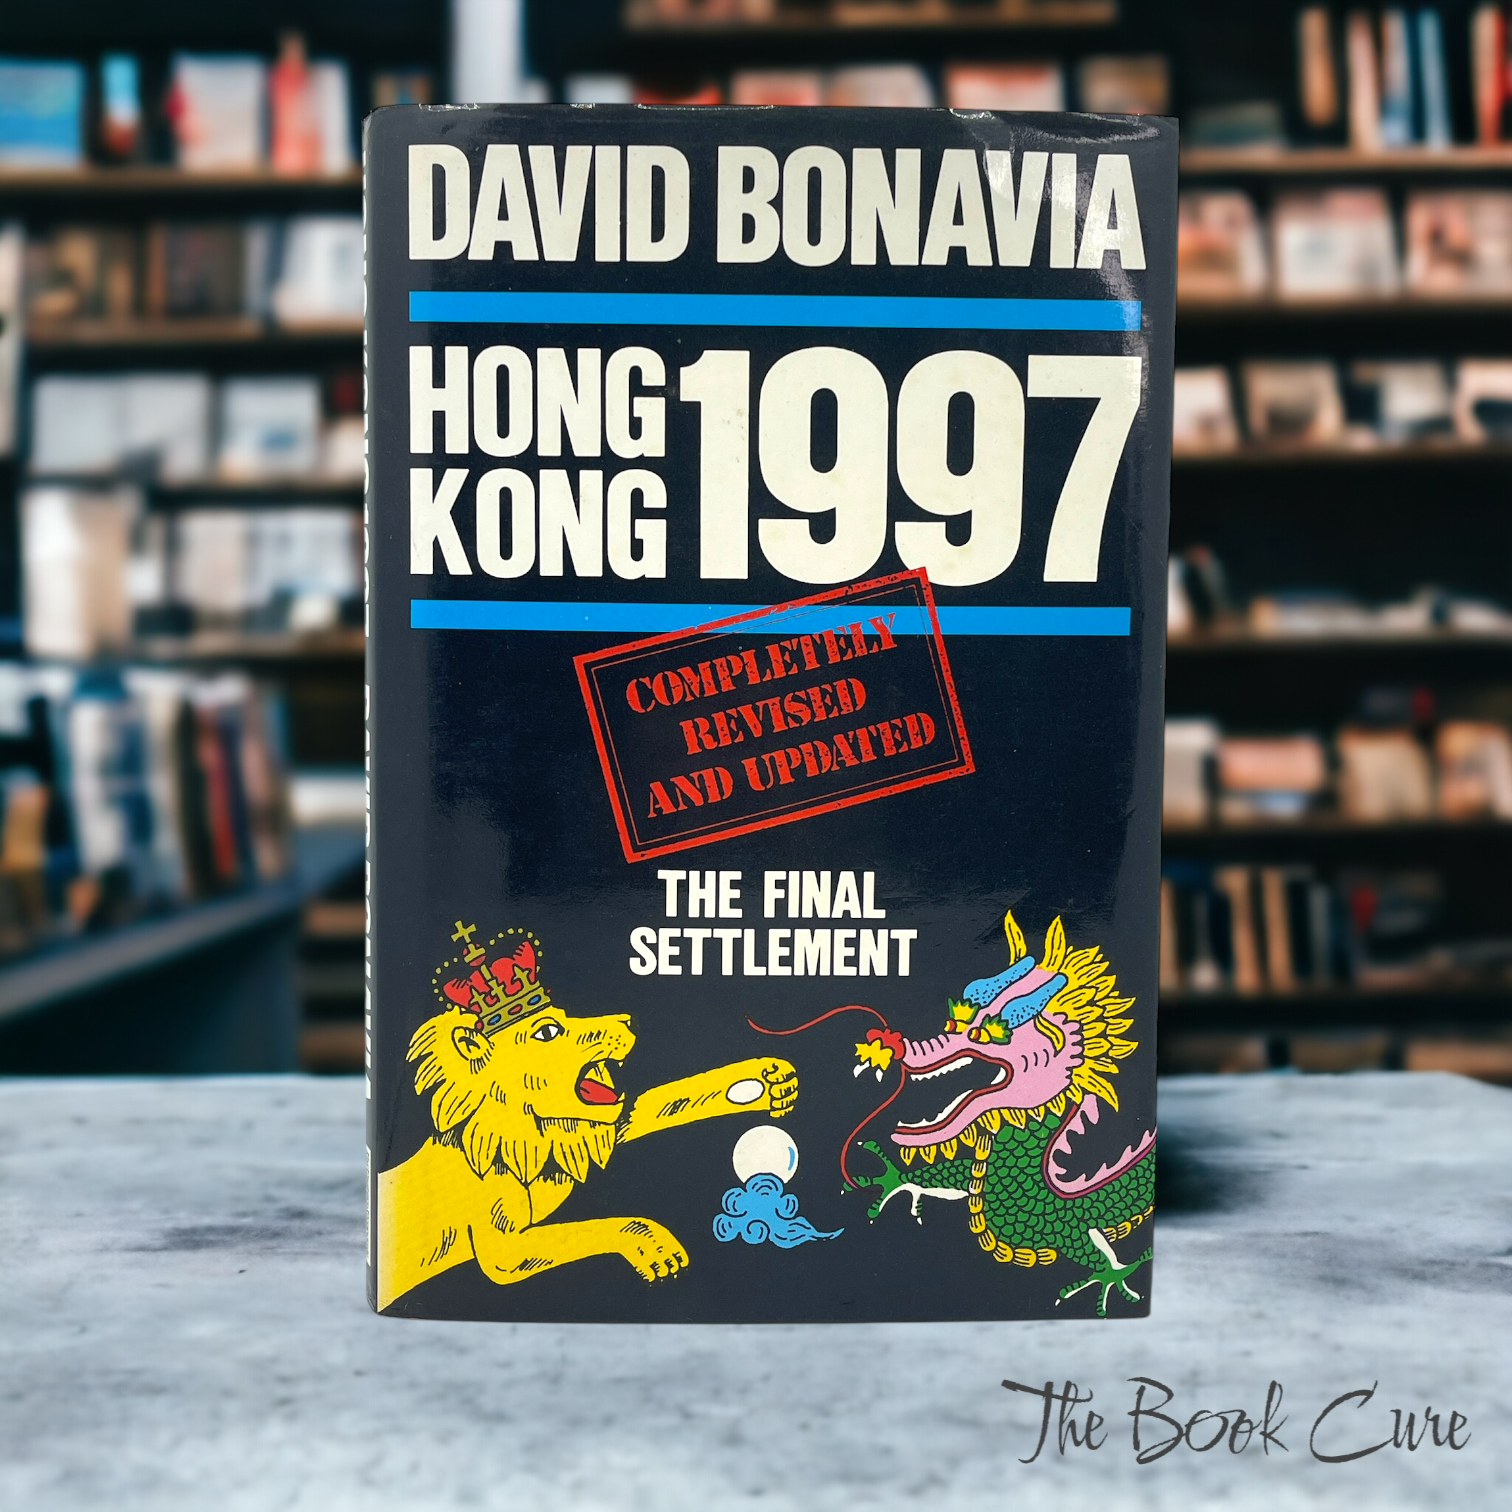 DAVID BONAVIA
HONG
KONG
1997
COMPLETELY
REVISED
AND UPDATED
THE FINAL
SETTLEMENT
The Book Cure